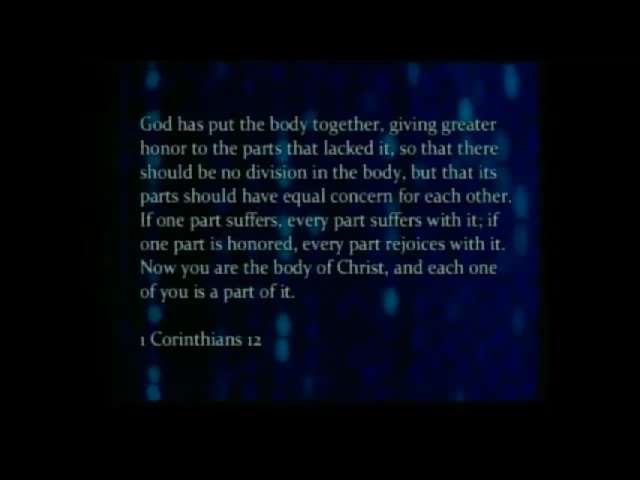 God has put the body together, giving greater
honor to the parts that lacked it, so that there
should be no division in the body, but that its
parts should have equal concern for each other.
If one part suffers, every part suffers with it; if
one part is honored, every part rejoices with it.
Now you are the body of Christ, and each one
of you is a part of it.
1 Corinthians 12